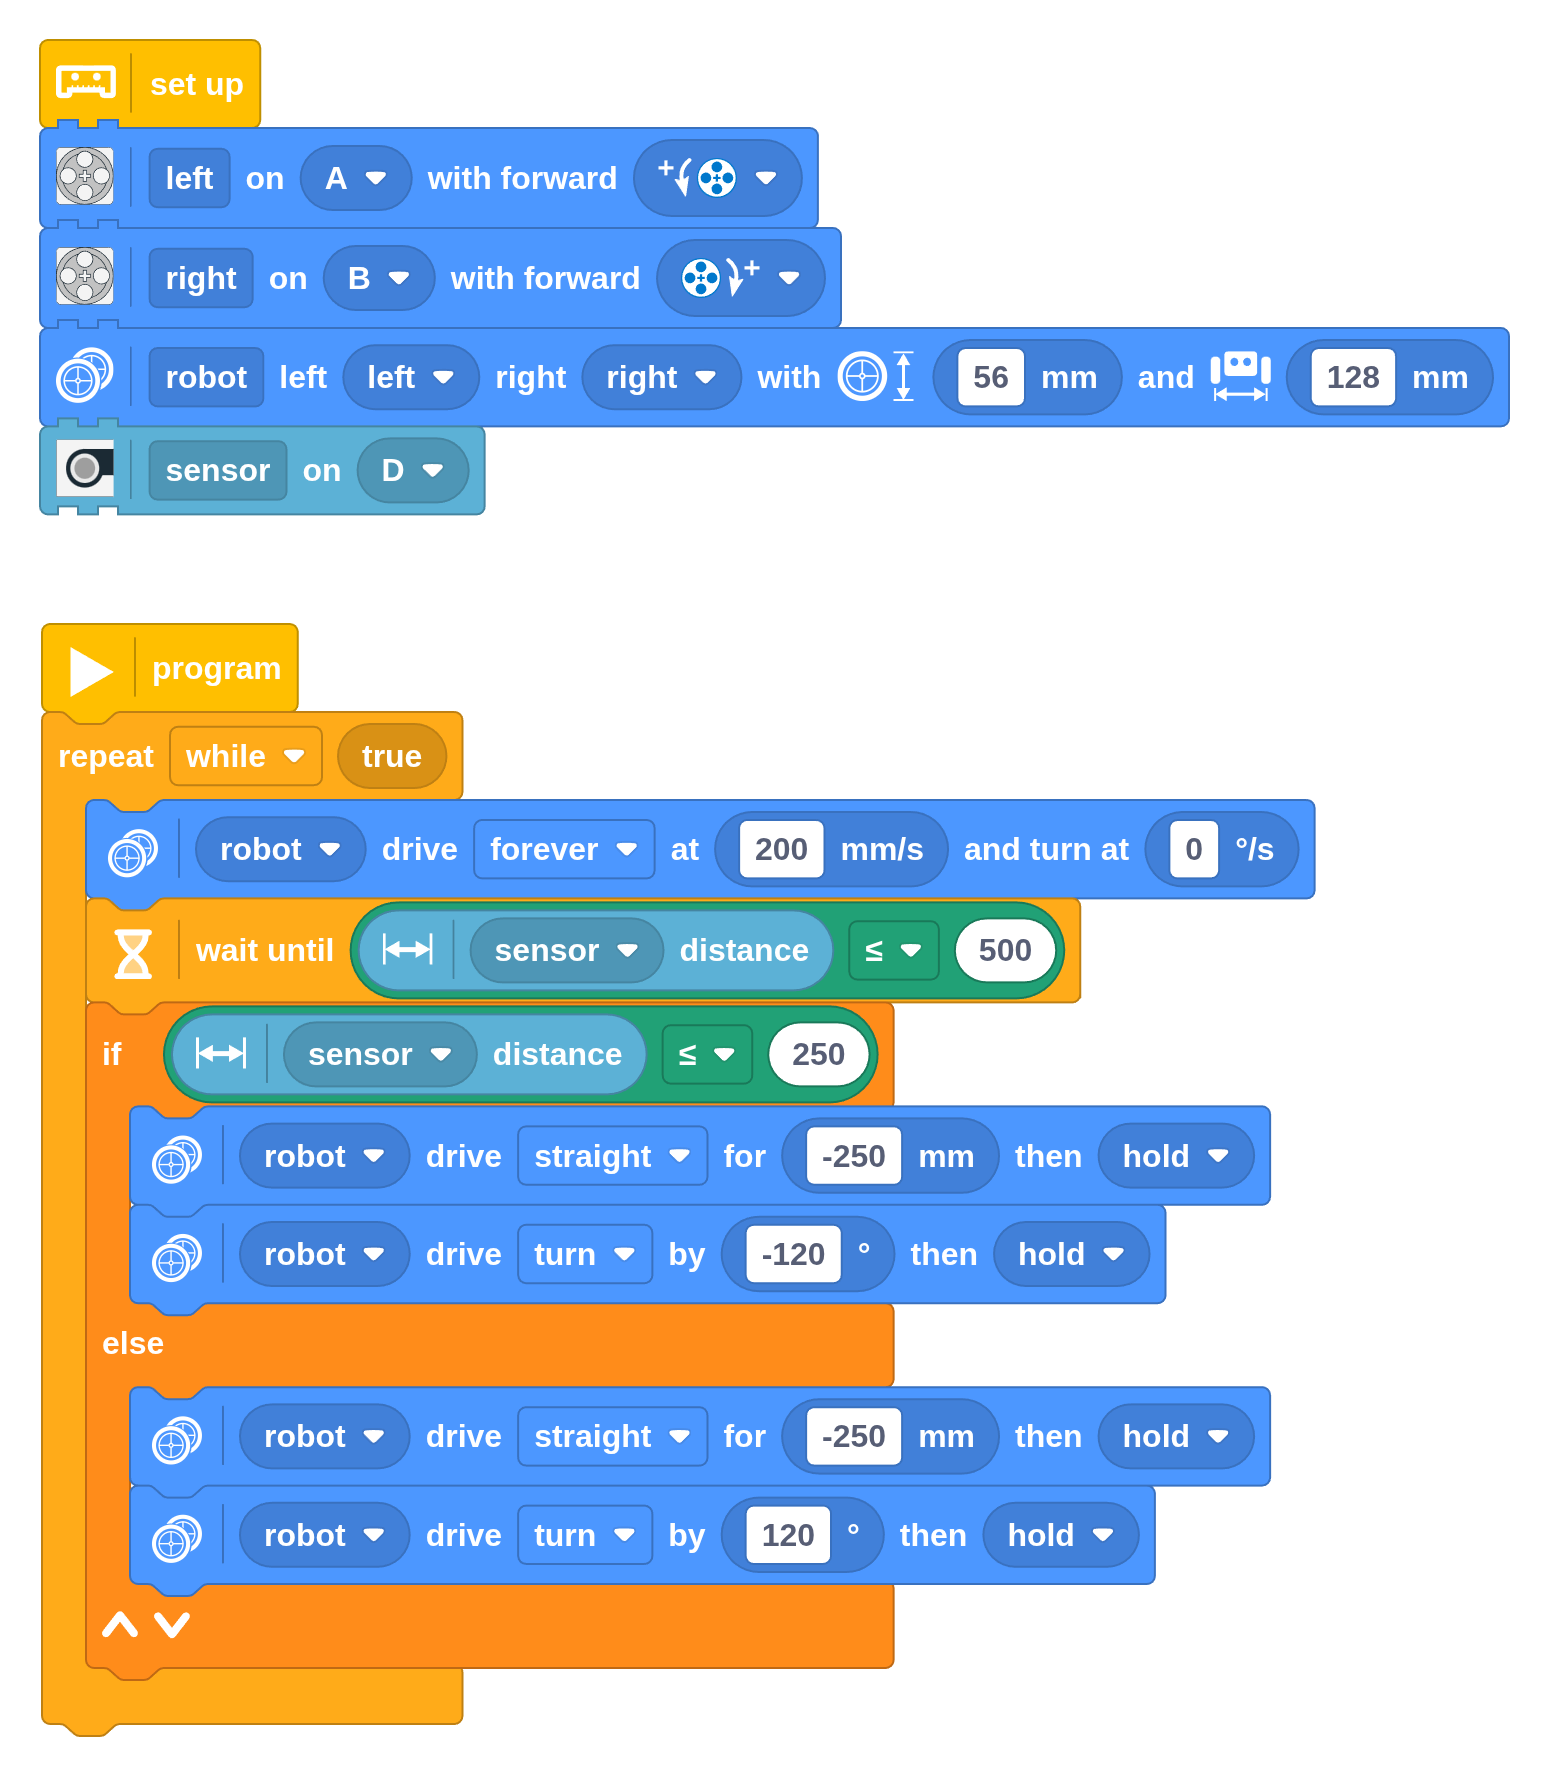 set up
left on A with forward +
right on B with forward +
robot left left right right with 56 mm and 128 mm
sensor on D
program
repeat while true
robot drive forever at 200 mm/s and turn at 0 °/s
wait until sensor distance ≤ 500
if sensor distance ≤ 250
robot drive straight for -250 mm then hold
robot drive turn by -120 ° then hold
else
robot drive straight for -250 mm then hold
robot drive turn by 120 ° then hold